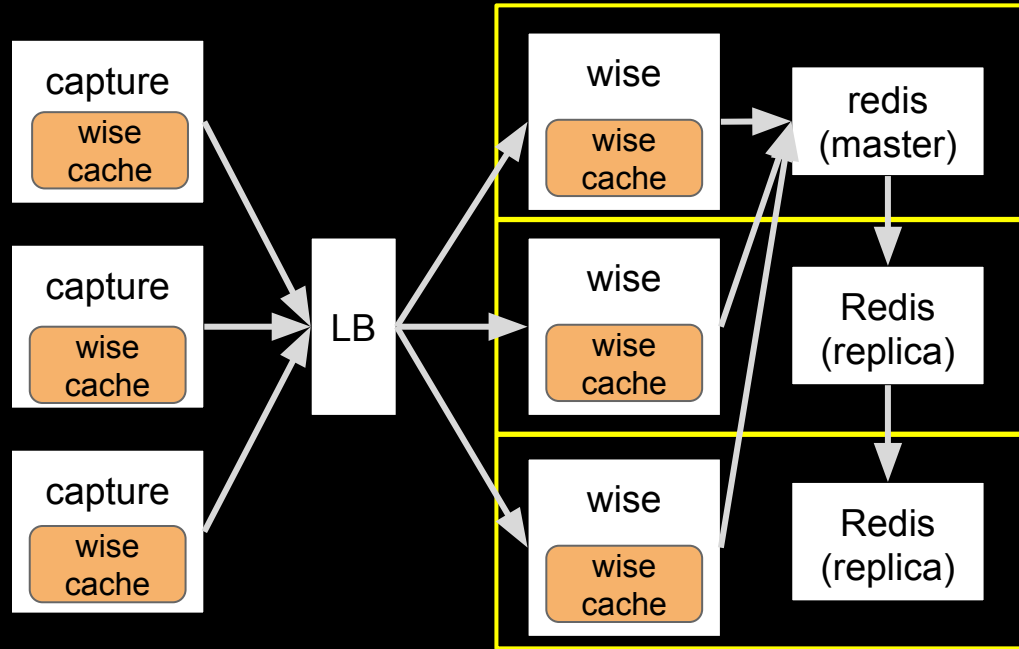 capture
wise
cache
capture
wise
cache
capture
wise
cache
LB
wise
wise
cache
redis
(master)
wise
wise
cache
Redis
(replica)
wise
wise
cache
Redis
(replica)